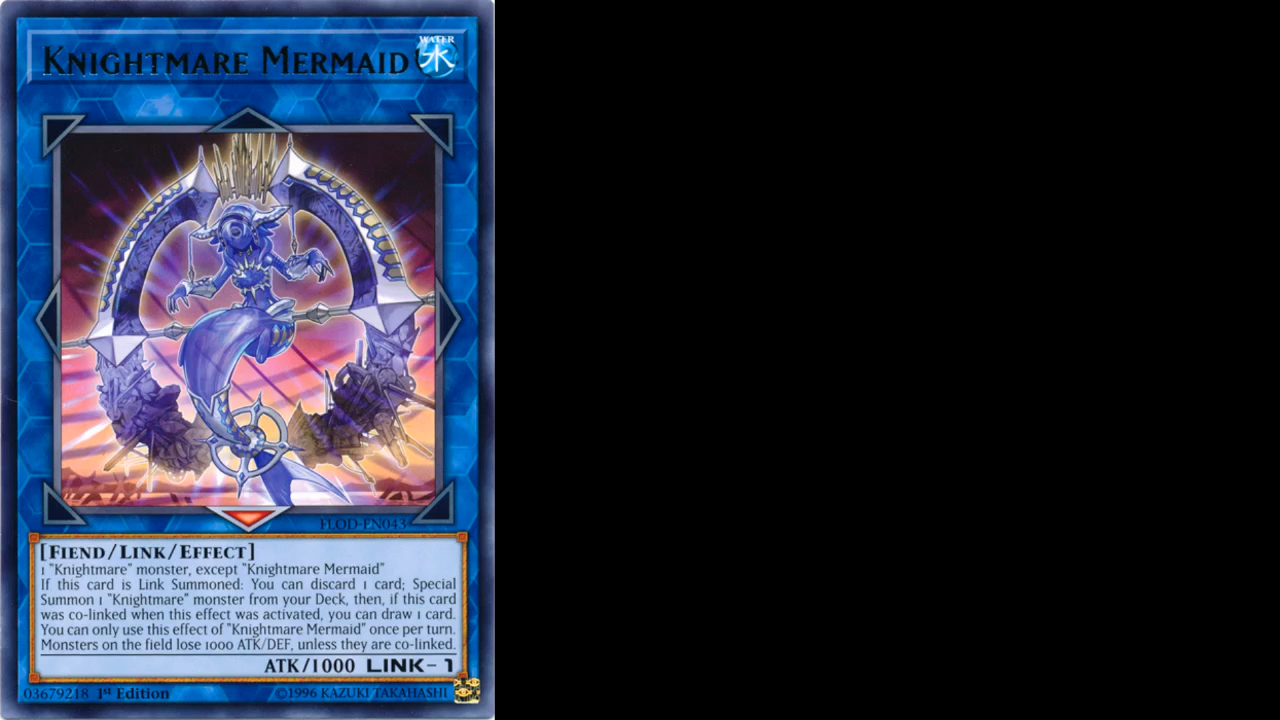 KNIGHTMARE MERMAID
WATER
水
FLOD-EN043
[FIEND/LINK/EFFECT]
1 "Knightmare" monster, except "Knightmare Mermaid"
If this card is Link Summoned: You can discard 1 card; Special
Summon 1 "Knightmare" monster from your Deck, then, if this card
was co-linked when this effect was activated, you can draw 1 card.
You can only use this effect of "Knightmare Mermaid" once per turn.
Monsters on the field lose 1000 ATK/DEF, unless they are co-linked.
ATK/1000 LINK-1
03679218 1st Edition ©1996 KAZUKI TAKAHASHI